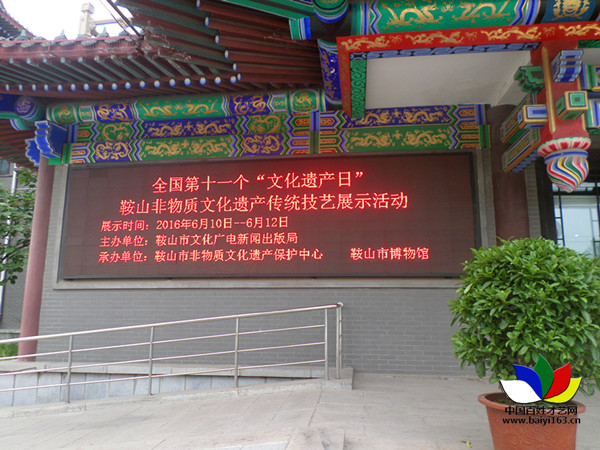 全国第十一个“文化遗产日”
鞍山非物质文化遗产传统技艺展示活动
展示时间：2016年6月10日--6月12日
主办单位：鞍山市文化广电新闻出版局
承办单位：鞍山市非物质文化遗产保护中心 鞍山市博物馆
中国百姓才艺网
www.baiyi163.cn